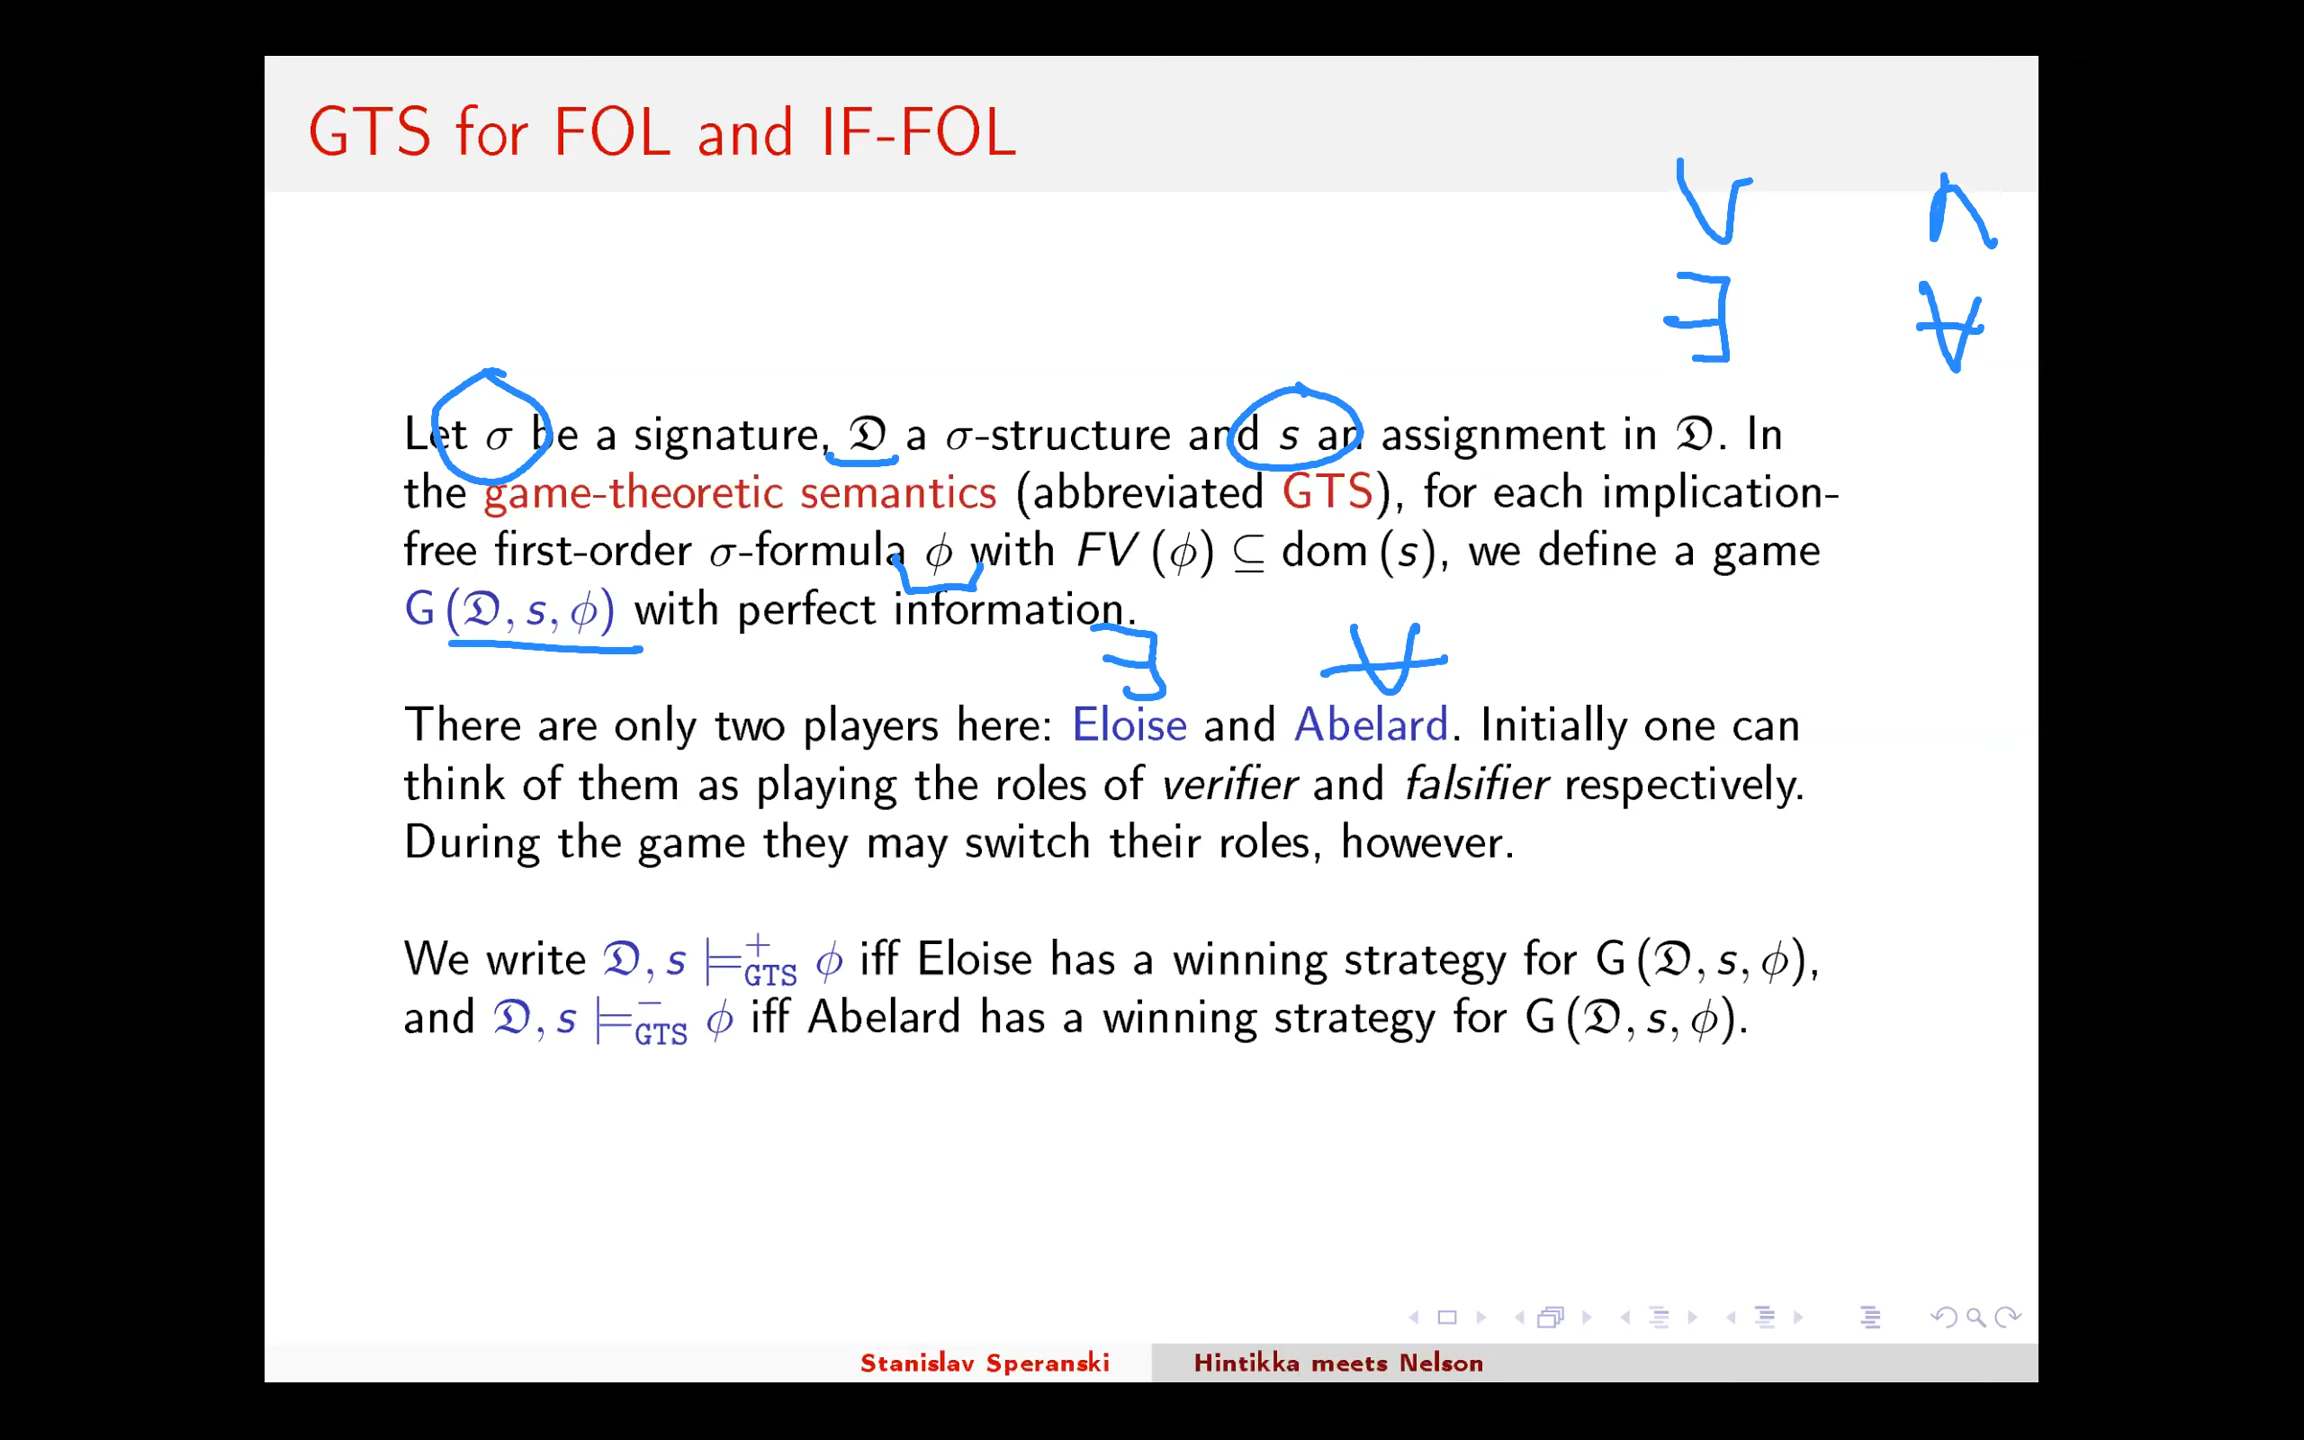 GTS for FOL and IF-FOL
∨ ∧
∃ ∀
Let σ be a signature, 𝔇 a σ-structure and s an assignment in 𝔇. In
the game-theoretic semantics (abbreviated GTS), for each implication-
free first-order σ-formula ϕ with FV (ϕ) ⊆ dom (s), we define a game
G (𝔇, s, ϕ) with perfect information.
∃ ∀
There are only two players here: Eloise and Abelard. Initially one can
think of them as playing the roles of verifier and falsifier respectively.
During the game they may switch their roles, however.
We write 𝔇, s ⊨⁺_GTS ϕ iff Eloise has a winning strategy for G (𝔇, s, ϕ),
and 𝔇, s ⊨⁻_GTS ϕ iff Abelard has a winning strategy for G (𝔇, s, ϕ).
Stanislav Speranski Hintikka meets Nelson